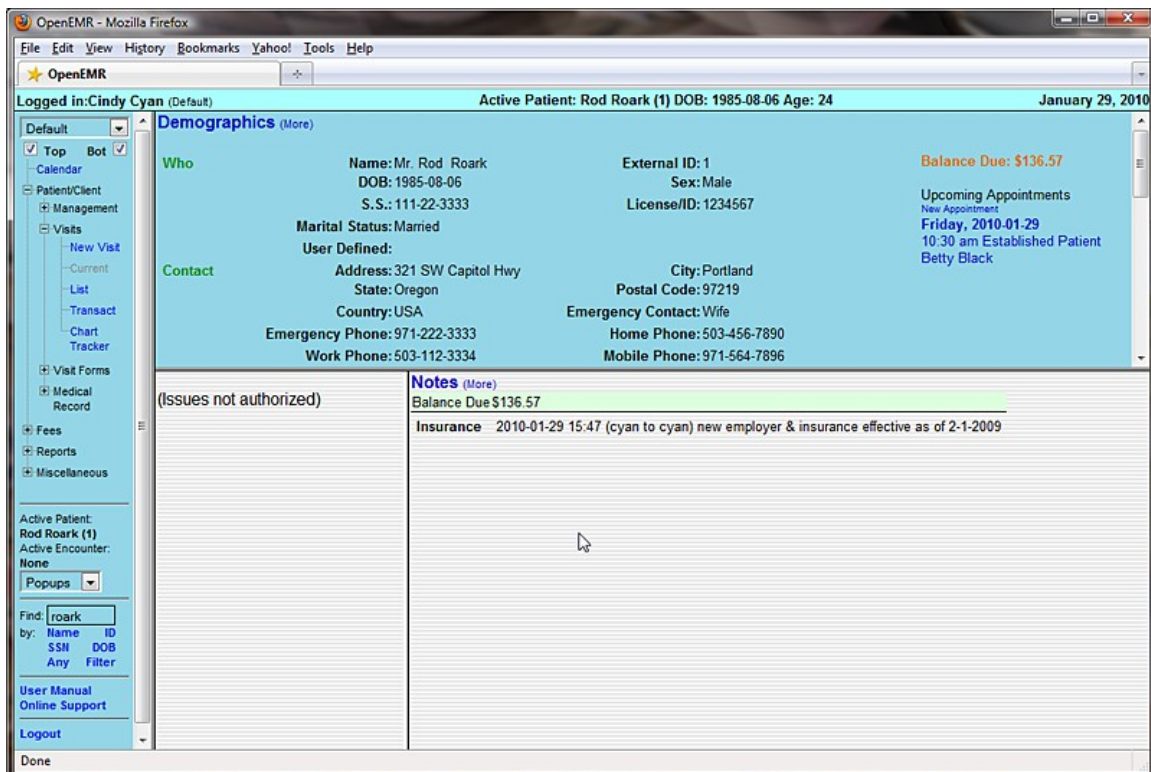 OpenEMR - Mozilla Firefox
File Edit View History Bookmarks Yahoo! Tools Help
OpenEMR
Logged in:Cindy Cyan (Default) Active Patient: Rod Roark (1) DOB: 1985-08-06 Age: 24 January 29, 2010
Default
Top Bot
Calendar
Patient/Client
Management
Visits
New Visit
Current
List
Transact
Chart
Tracker
Visit Forms
Medical
Record
Fees
Reports
Miscellaneous
Active Patient:
Rod Roark (1)
Active Encounter:
None
Popups
Find: roark
by: Name ID
SSN DOB
Any Filter
User Manual
Online Support
Logout
Demographics (More)
Who Name: Mr. Rod Roark External ID: 1
DOB: 1985-08-06 Sex: Male
S.S.: 111-22-3333 License/ID: 1234567
Marital Status: Married
User Defined:
Contact Address: 321 SW Capitol Hwy City: Portland
State: Oregon Postal Code: 97219
Country: USA Emergency Contact: Wife
Emergency Phone: 971-222-3333 Home Phone: 503-456-7890
Work Phone: 503-112-3334 Mobile Phone: 971-564-7896
Balance Due: $136.57
Upcoming Appointments
New Appointment
Friday, 2010-01-29
10:30 am Established Patient
Betty Black
(Issues not authorized)
Notes (More)
Balance Due $136.57
Insurance 2010-01-29 15:47 (cyan to cyan) new employer & insurance effective as of 2-1-2009
Done